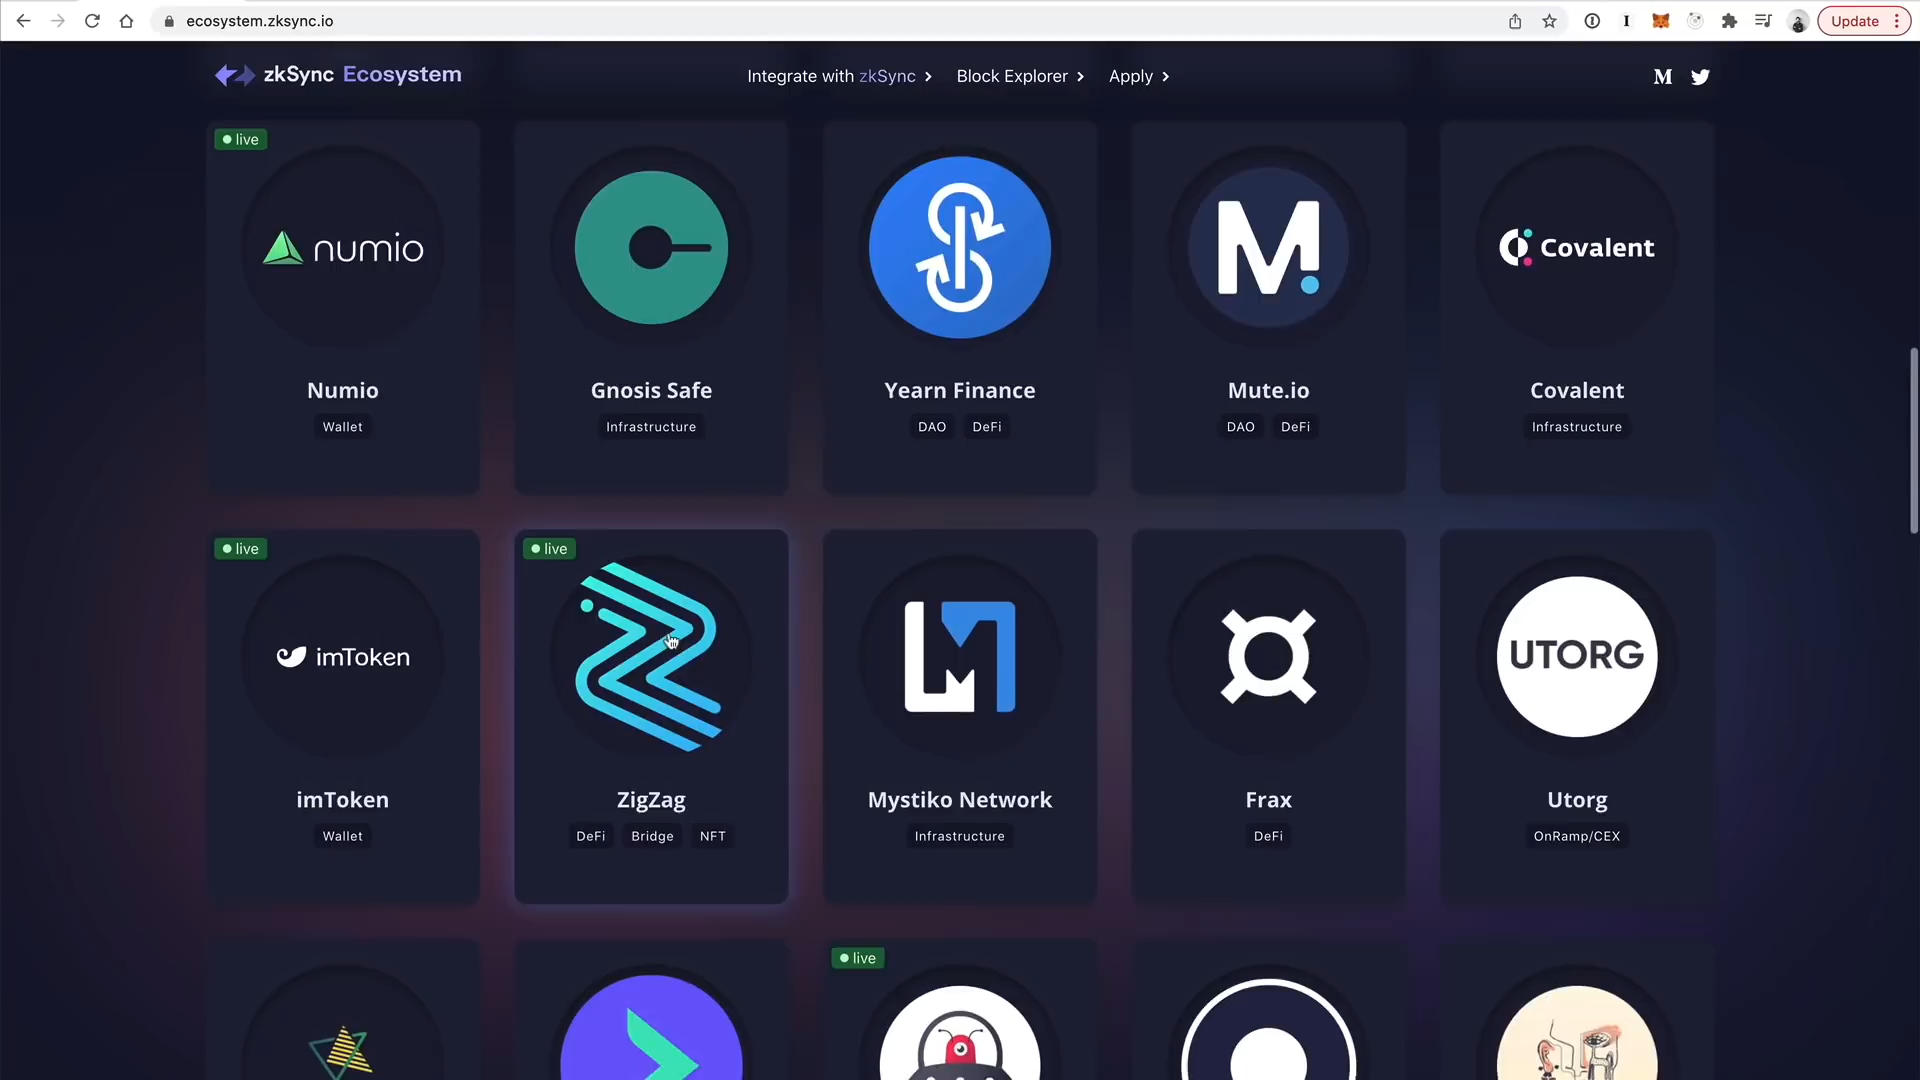 ecosystem.zksync.io
Update
zkSync Ecosystem
Integrate with zkSync
Block Explorer
Apply
M
live
numio
M
Covalent
Numio
Gnosis Safe
Yearn Finance
Mute.io
Covalent
Wallet
Infrastructure
DAO
DeFi
DAO
DeFi
Infrastructure
live
live
imToken
UTORG
imToken
ZigZag
Mystiko Network
Frax
Utorg
Wallet
DeFi
Bridge
NFT
Infrastructure
DeFi
OnRamp/CEX
live